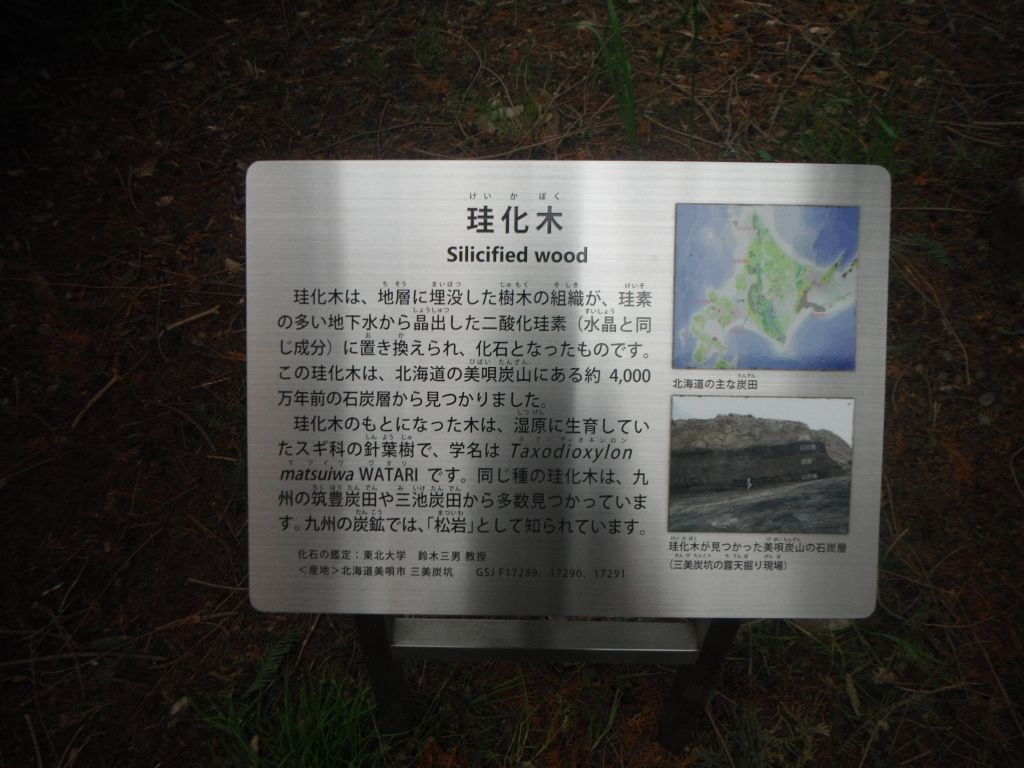 けいかぼく
珪化木
Silicified wood
珪化木は、地層に埋没した樹木の組織が、珪素
の多い地下水から晶出した二酸化珪素（水晶と同
じ成分）に置き換えられ、化石となったものです。
この珪化木は、北海道の美唄炭山にある約 4,000
万年前の石炭層から見つかりました。
珪化木のもとになった木は、湿原に生育してい
たスギ科の針葉樹で、学名は Taxodioxylon
matsuiwa WATARI です。同じ種の珪化木は、九
州の筑豊炭田や三池炭田から多数見つかっていま
す。九州の炭鉱では、「松岩」として知られています。
化石の鑑定：東北大学 鈴木三男 教授
＜産地＞北海道美唄市 三美炭坑 GSJ F17289、17290、17291
北海道の主な炭田
珪化木が見つかった美唄炭山の石炭層
（三美炭坑の露天掘り現場）